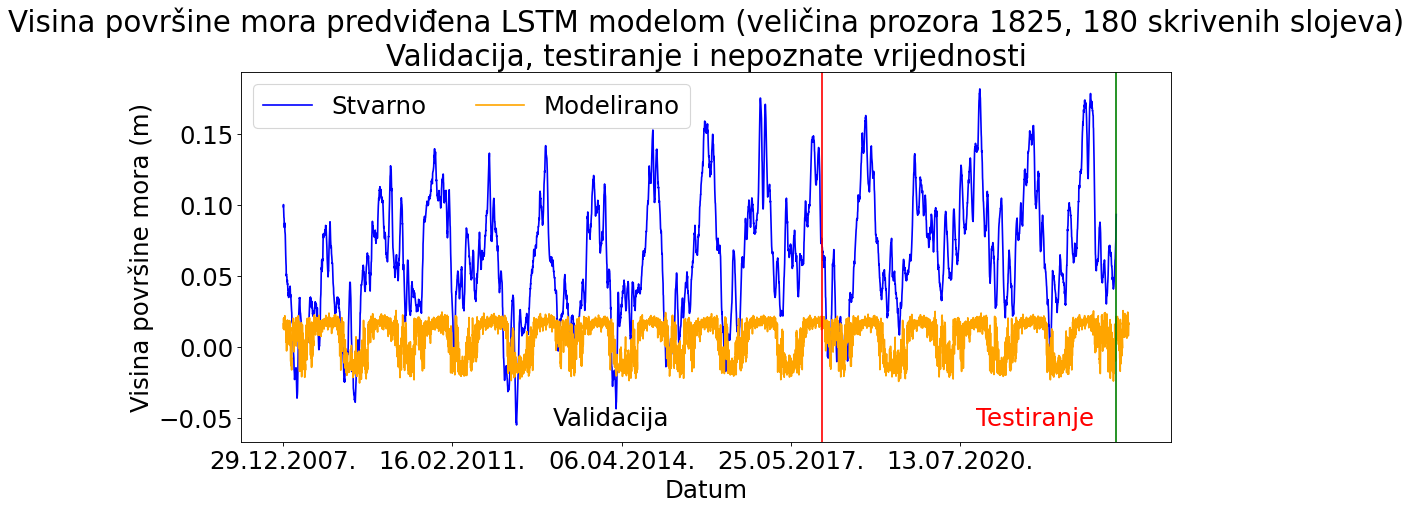 Visina površine mora predviđena LSTM modelom (veličina prozora 1825, 180 skrivenih slojeva)
Validacija, testiranje i nepoznate vrijednosti
Stvarno
Modelirano
Visina površine mora (m)
0.15
0.10
0.05
0.00
−0.05
Validacija
Testiranje
29.12.2007.
16.02.2011.
06.04.2014.
25.05.2017.
13.07.2020.
Datum